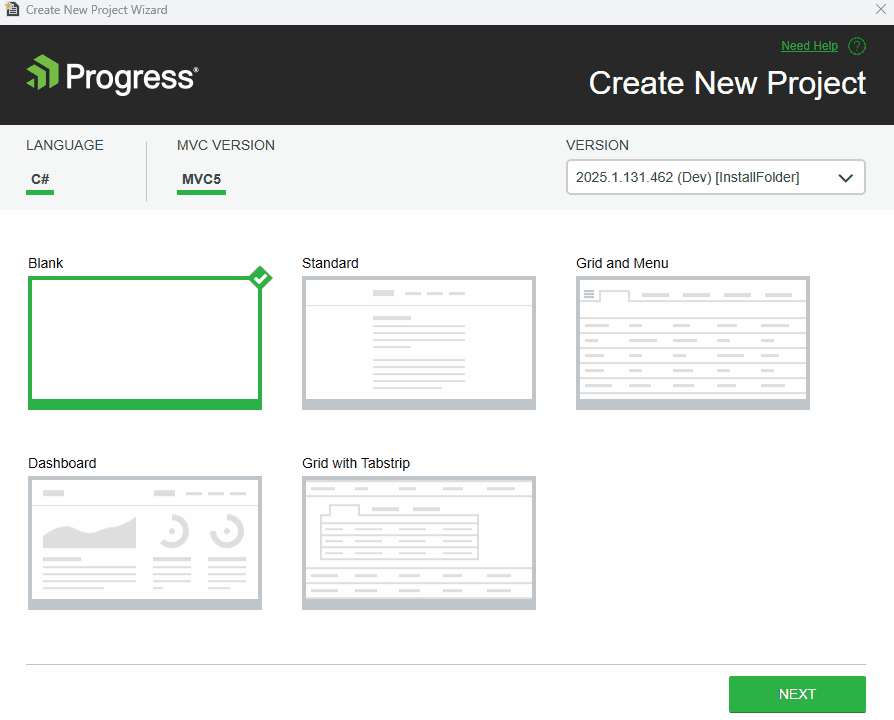 Create New Project Wizard
Need Help ?
Progress®
Create New Project
LANGUAGE
MVC VERSION
VERSION
C#
MVC5
2025.1.131.462 (Dev) [InstallFolder]
Blank
Standard
Grid and Menu
Dashboard
Grid with Tabstrip
NEXT